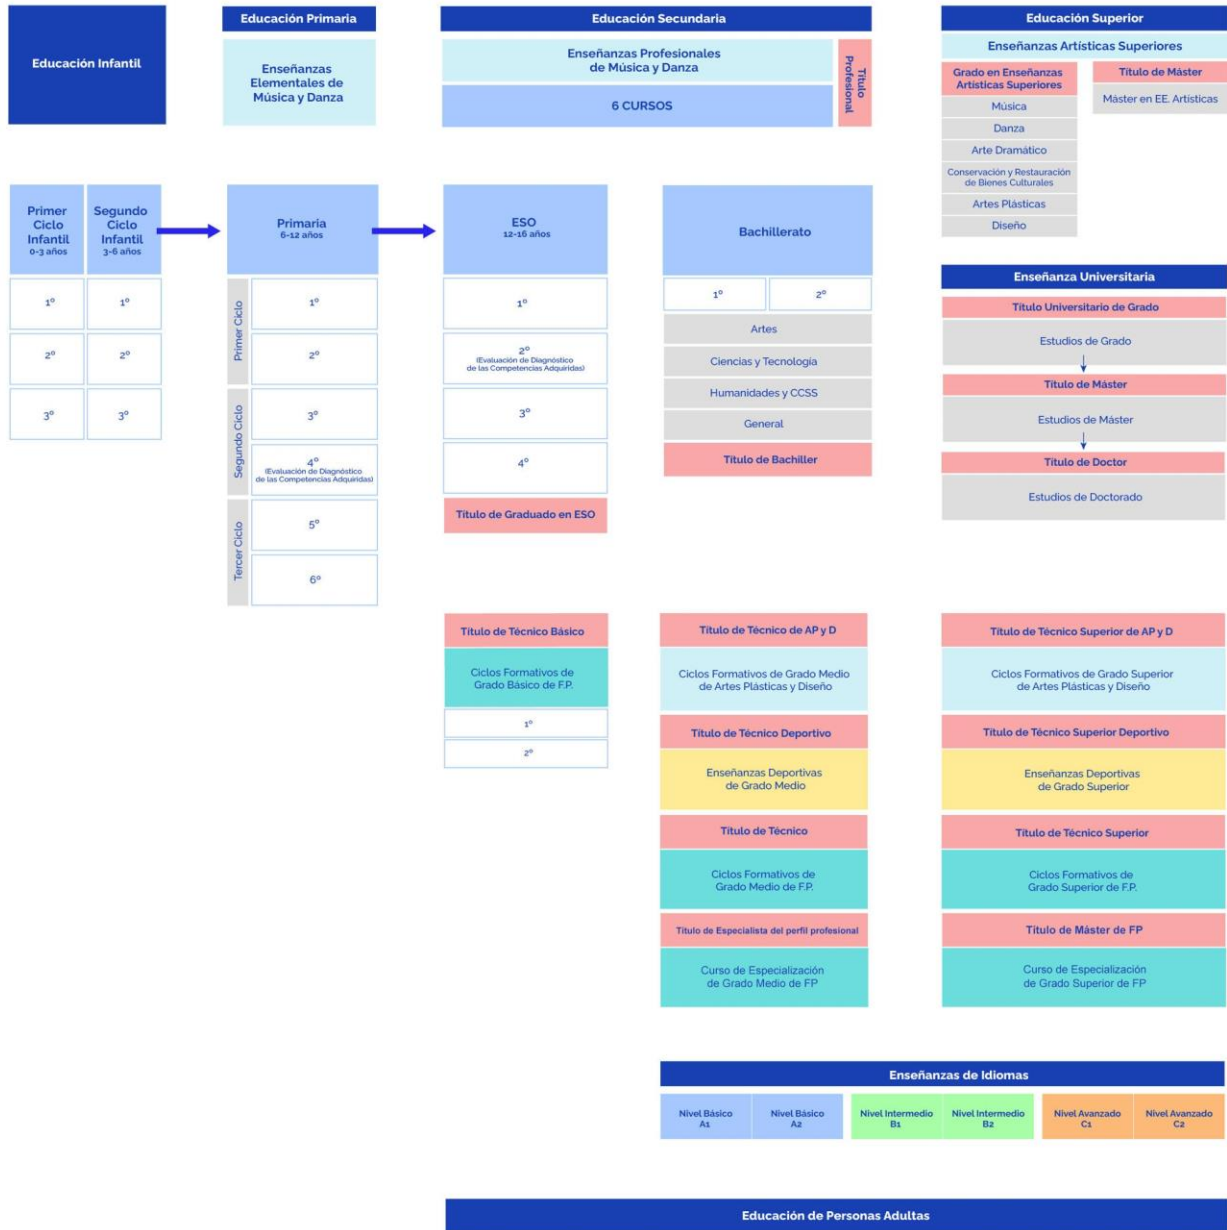 Educación Infantil
Educación Primaria
Enseñanzas
Elementales de
Música y Danza
Educación Secundaria
Enseñanzas Profesionales
de Música y Danza
6 CURSOS
Título
Profesional
Educación Superior
Enseñanzas Artísticas Superiores
Grado en Enseñanzas
Artísticas Superiores
Música
Danza
Arte Dramático
Conservación y Restauración
de Bienes Culturales
Artes Plásticas
Diseño
Título de Máster
Máster en EE. Artísticas
Primer
Ciclo
Infantil
0-3 años
1º
2º
3º
Segundo
Ciclo
Infantil
3-6 años
1º
2º
3º
Primaria
6-12 años
Primer Ciclo
1º
2º
Segundo Ciclo
3º
4º
(Evaluación de Diagnóstico
de las Competencias Adquiridas)
Tercer Ciclo
5º
6º
ESO
12-16 años
1º
2º
(Evaluación de Diagnóstico
de las Competencias Adquiridas)
3º
4º
Título de Graduado en ESO
Bachillerato
1º
2º
Artes
Ciencias y Tecnología
Humanidades y CCSS
General
Título de Bachiller
Enseñanza Universitaria
Título Universitario de Grado
Estudios de Grado
Título de Máster
Estudios de Máster
Título de Doctor
Estudios de Doctorado
Título de Técnico Básico
Ciclos Formativos de
Grado Básico de F.P.
1º
2º
Título de Técnico de AP y D
Ciclos Formativos de Grado Medio
de Artes Plásticas y Diseño
Título de Técnico Deportivo
Enseñanzas Deportivas
de Grado Medio
Título de Técnico
Ciclos Formativos de
Grado Medio de F.P.
Título de Especialista del perfil profesional
Curso de Especialización
de Grado Medio de FP
Título de Técnico Superior de AP y D
Ciclos Formativos de Grado Superior
de Artes Plásticas y Diseño
Título de Técnico Superior Deportivo
Enseñanzas Deportivas
de Grado Superior
Título de Técnico Superior
Ciclos Formativos de
Grado Superior de F.P.
Título de Máster de FP
Curso de Especialización
de Grado Superior de FP
Enseñanzas de Idiomas
Nivel Básico
A1
Nivel Básico
A2
Nivel Intermedio
B1
Nivel Intermedio
B2
Nivel Avanzado
C1
Nivel Avanzado
C2
Educación de Personas Adultas